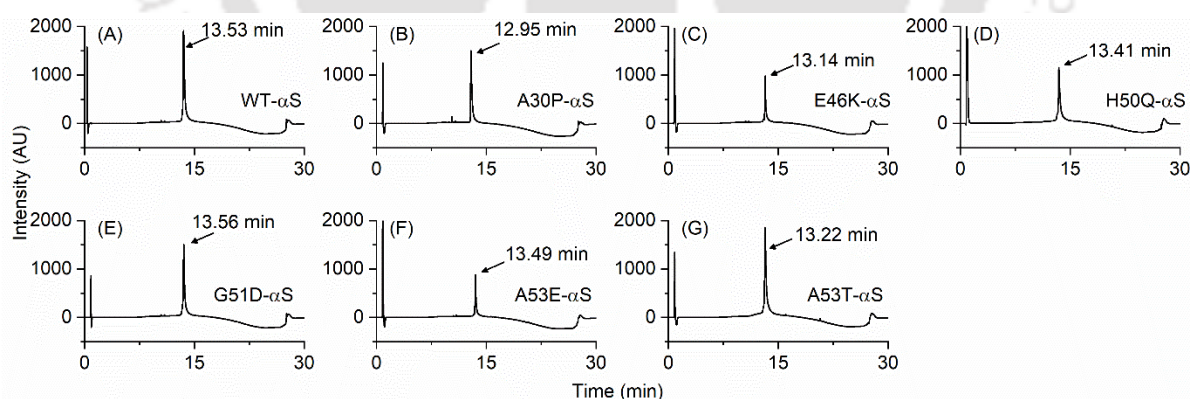 (A) 13.53 min WT-αS
(B) 12.95 min A30P-αS
(C) 13.14 min E46K-αS
(D) 13.41 min H50Q-αS
2000 1000 0
0 15 30
2000 1000 0
0 15 30
2000 1000 0
0 15 30
2000 1000 0
0 15 30
Intensity (AU)
(E) 13.56 min G51D-αS
(F) 13.49 min A53E-αS
(G) 13.22 min A53T-αS
2000 1000 0
0 15 30
2000 1000 0
0 15 30
2000 1000 0
0 15 30
Time (min)